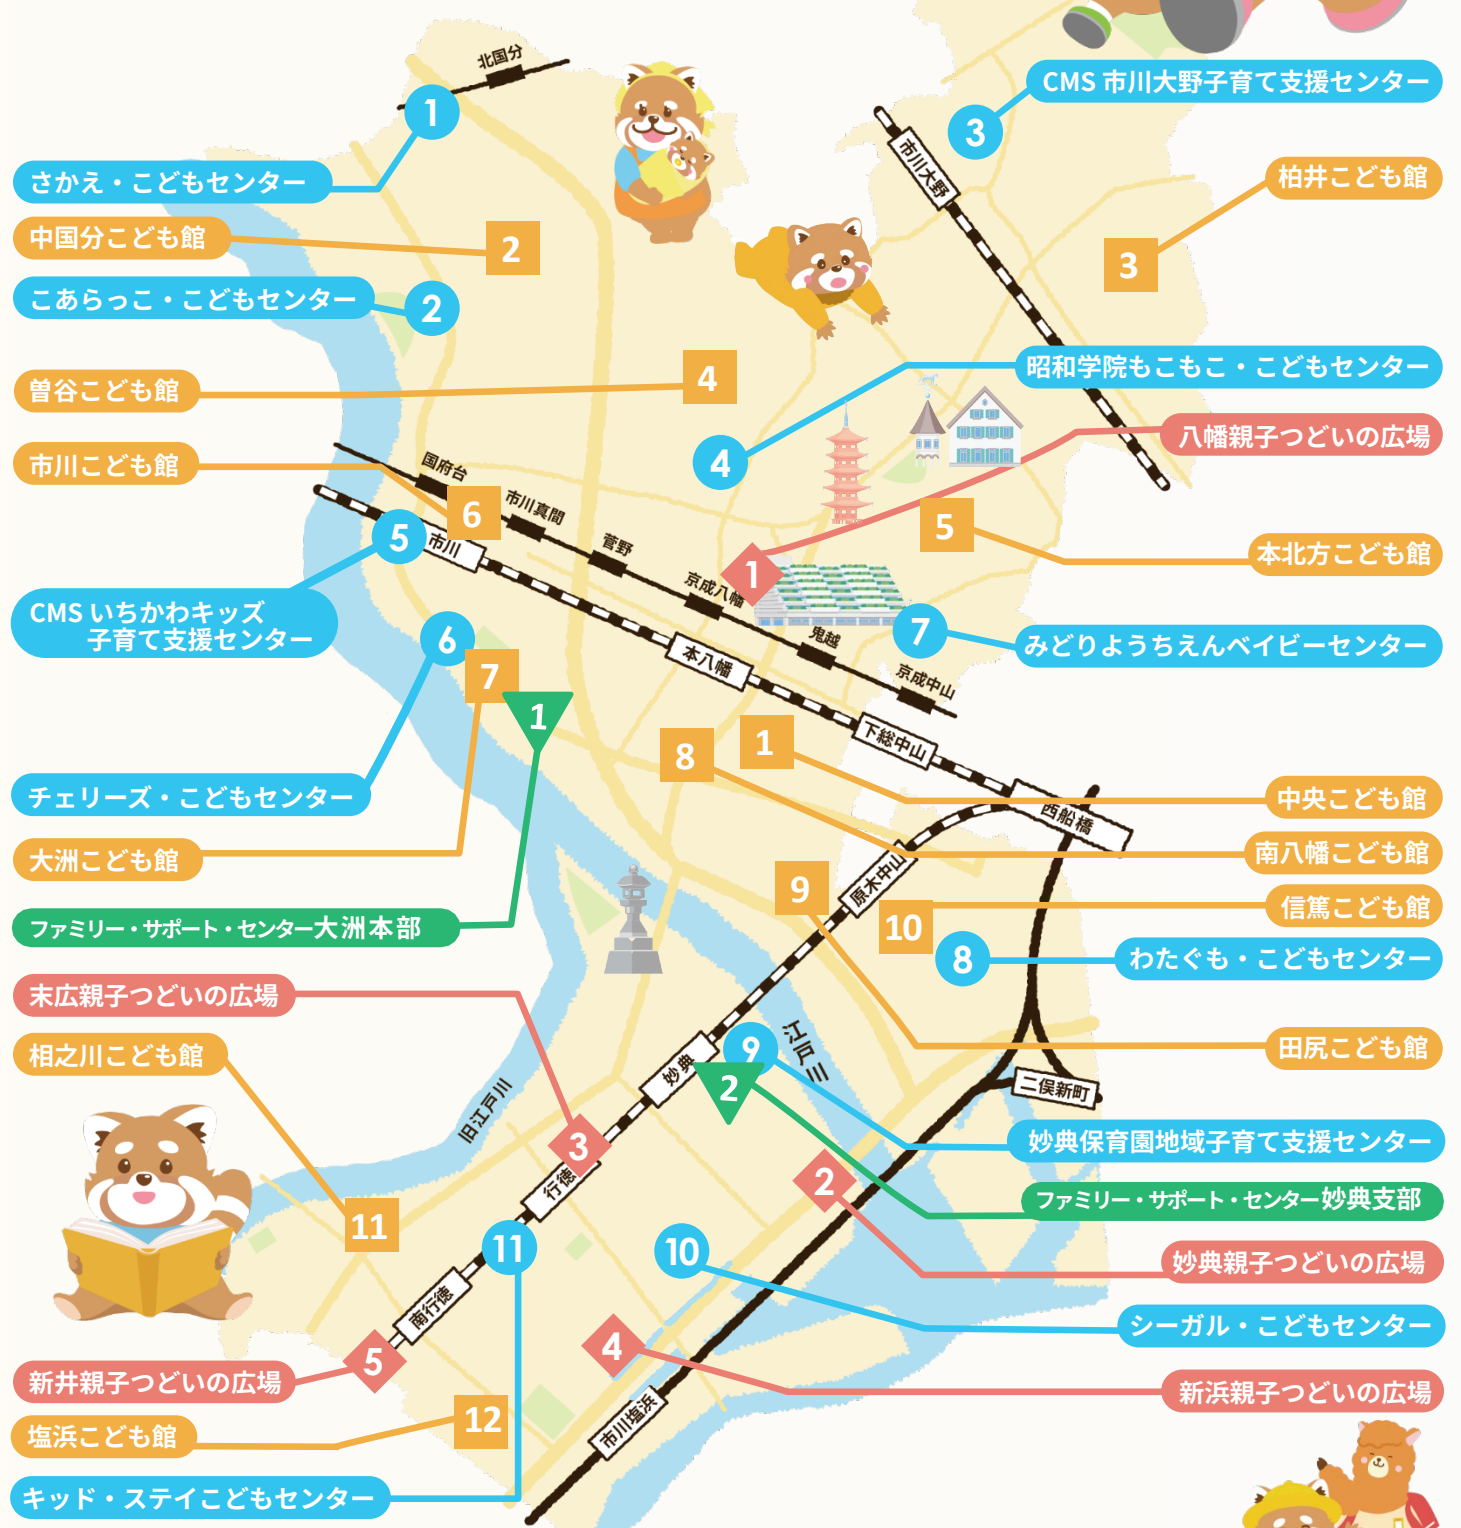 北国分
1
CMS 市川大野子育て支援センター
3
市川大野
さかえ・こどもセンター
柏井こども館
3
中国分こども館
2
こあらっこ・こどもセンター
2
昭和学院もこもこ・こどもセンター
4
曽谷こども館
4
八幡親子つどいの広場
市川こども館
国府台
6
市川真間
5
市川
菅野
5
本北方こども館
京成八幡
1
CMS いちかわキッズ
子育て支援センター
6
7
本八幡
鬼越
7
みどりようちえんベイビーセンター
京成中山
1
下総中山
8
1
チェリーズ・こどもセンター
中央こども館
西船橋
大洲こども館
南八幡こども館
原木中山
9
信篤こども館
10
ファミリー・サポート・センター大洲本部
8
わたぐも・こどもセンター
末広親子つどいの広場
相之川こども館
江戸川
田尻こども館
妙典
9
2
二俣新町
旧江戸川
3
妙典保育園地域子育て支援センター
行徳
2
ファミリー・サポート・センター妙典支部
11
11
10
妙典親子つどいの広場
南行徳
シーガル・こどもセンター
5
4
新井親子つどいの広場
新浜親子つどいの広場
12
市川塩浜
塩浜こども館
キッド・ステイこどもセンター